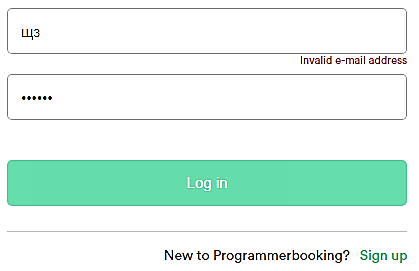 щз
Invalid e-mail address
••••••
Log in
New to Programmerbooking? Sign up